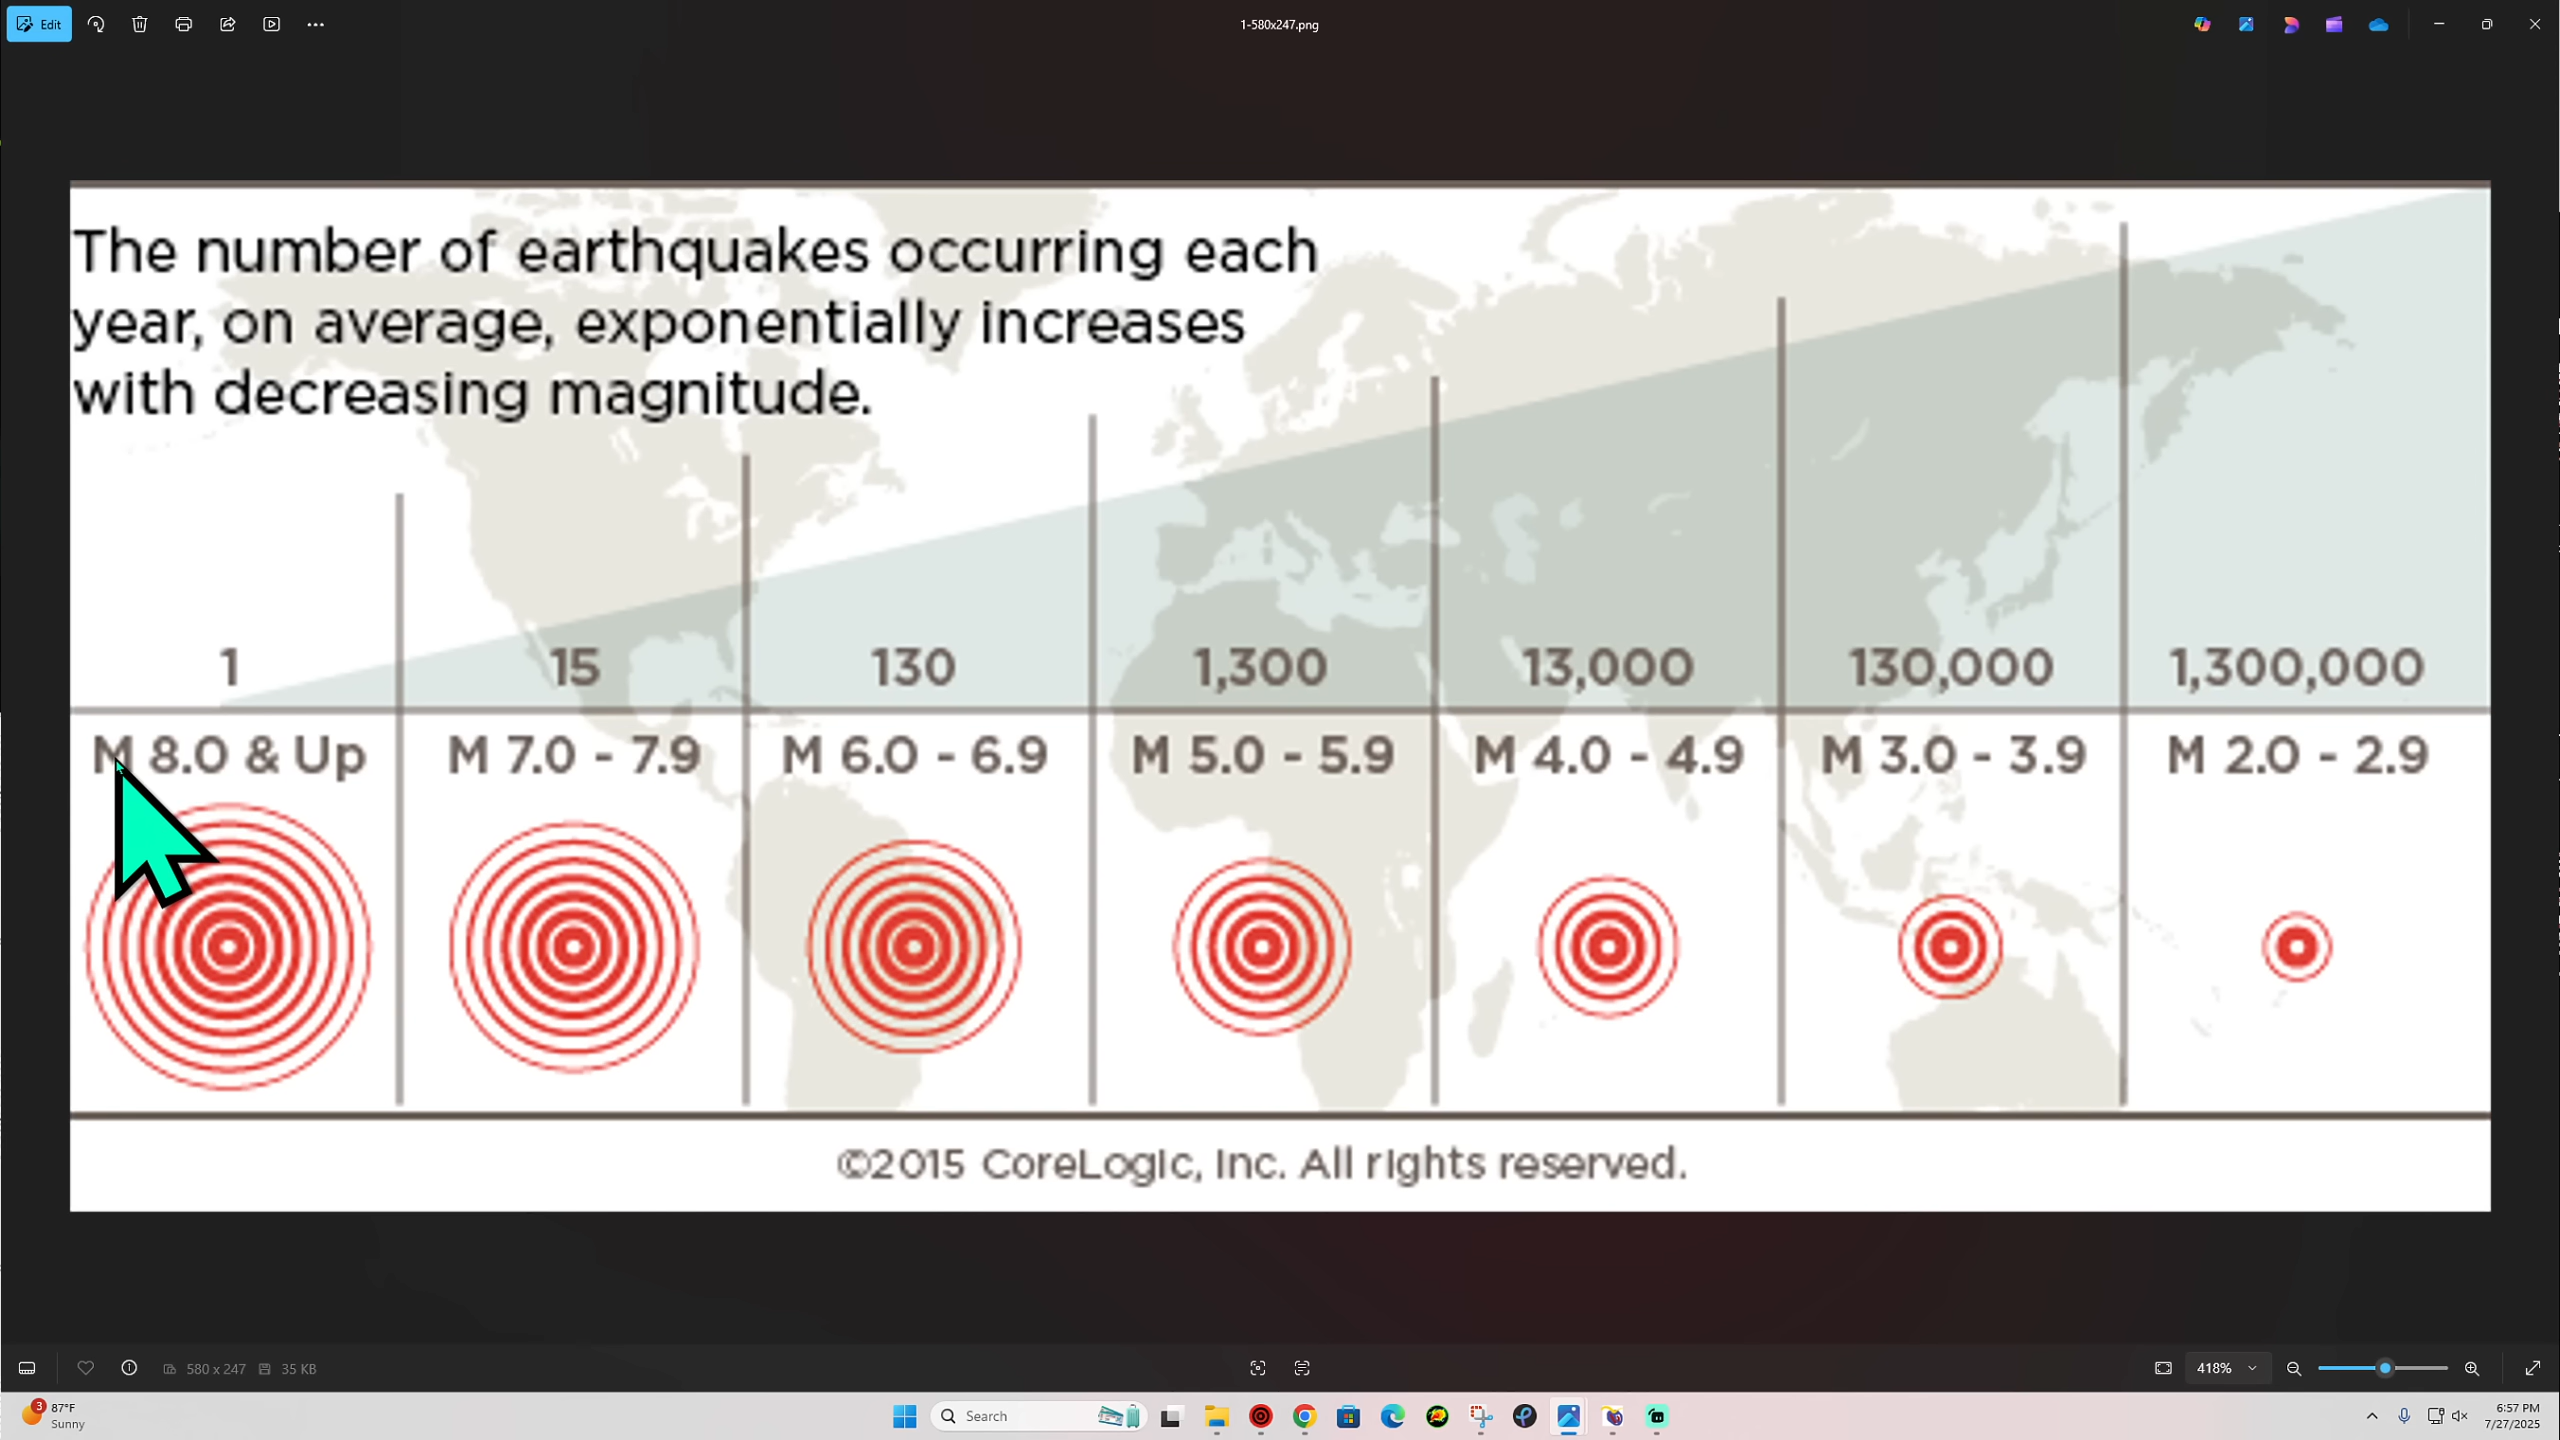 Edit
1-580x247.png
The number of earthquakes occurring each
year, on average, exponentially increases
with decreasing magnitude.
1 15 130 1,300 13,000 130,000 1,300,000
M 8.0 & Up M 7.0 - 7.9 M 6.0 - 6.9 M 5.0 - 5.9 M 4.0 - 4.9 M 3.0 - 3.9 M 2.0 - 2.9
©2015 CoreLogic, Inc. All rights reserved.
580 x 247 35 KB 418%
3 87°F
Sunny
Search
6:57 PM
7/27/2025